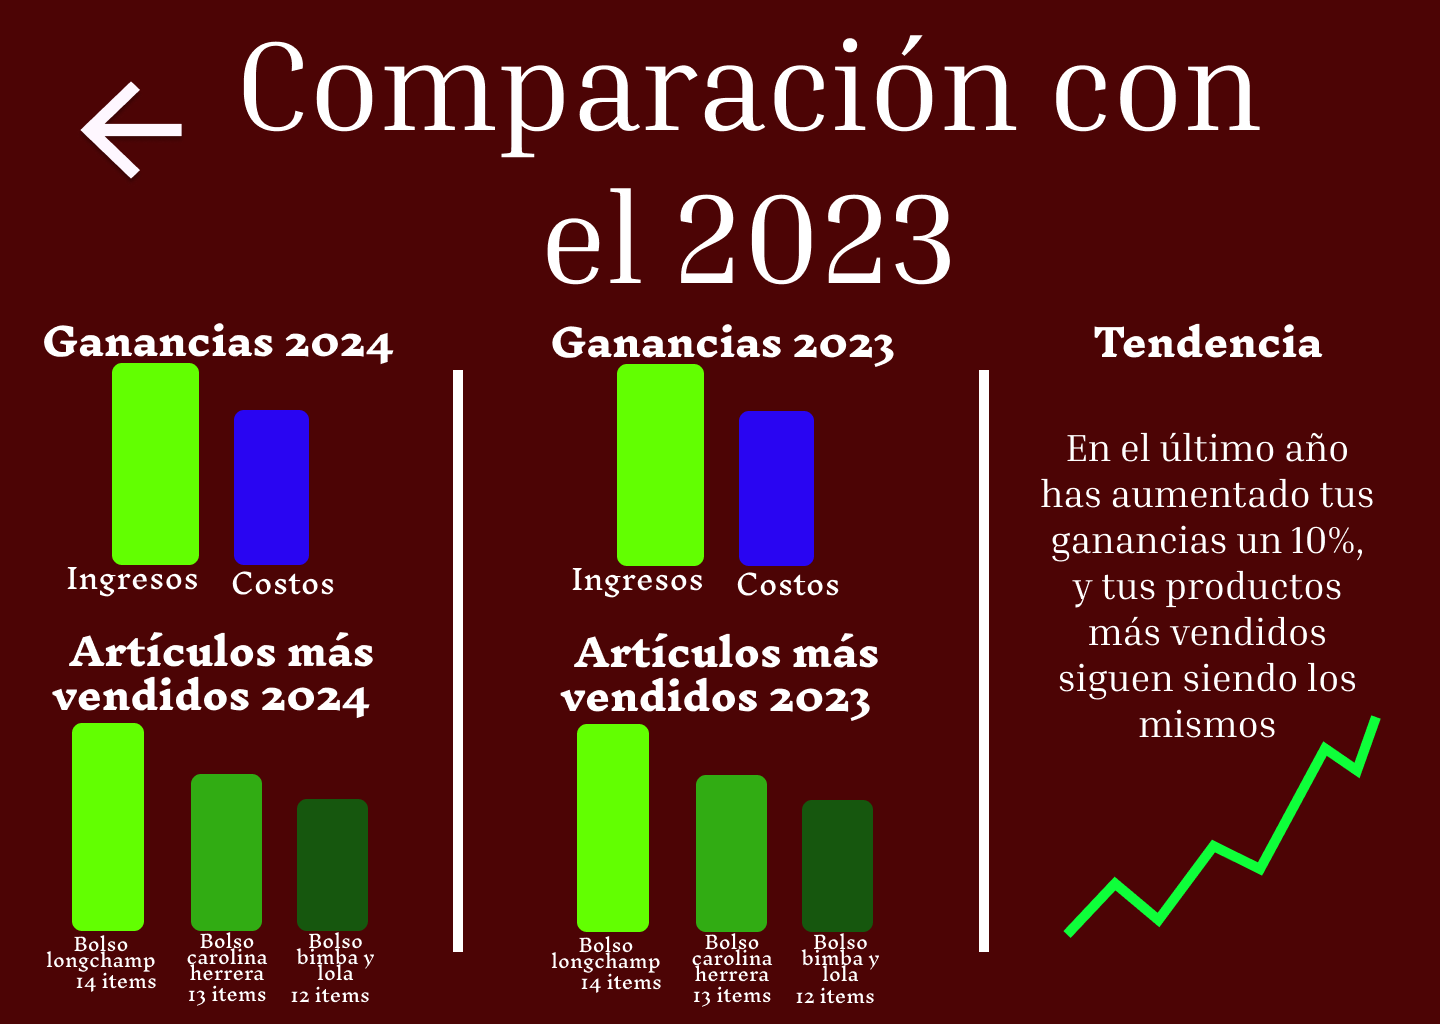 Comparación con
el 2023
Ganancias 2024
Ingresos
Costos
Artículos más
vendidos 2024
Bolso
longchamp
14 items
Bolso
carolina
herrera
13 items
Bolso
bimba y
lola
12 items
Ganancias 2023
Ingresos
Costos
Artículos más
vendidos 2023
Bolso
longchamp
14 items
Bolso
carolina
herrera
13 items
Bolso
bimba y
lola
12 items
Tendencia
En el último año
has aumentado tus
ganancias un 10%,
y tus productos
más vendidos
siguen siendo los
mismos